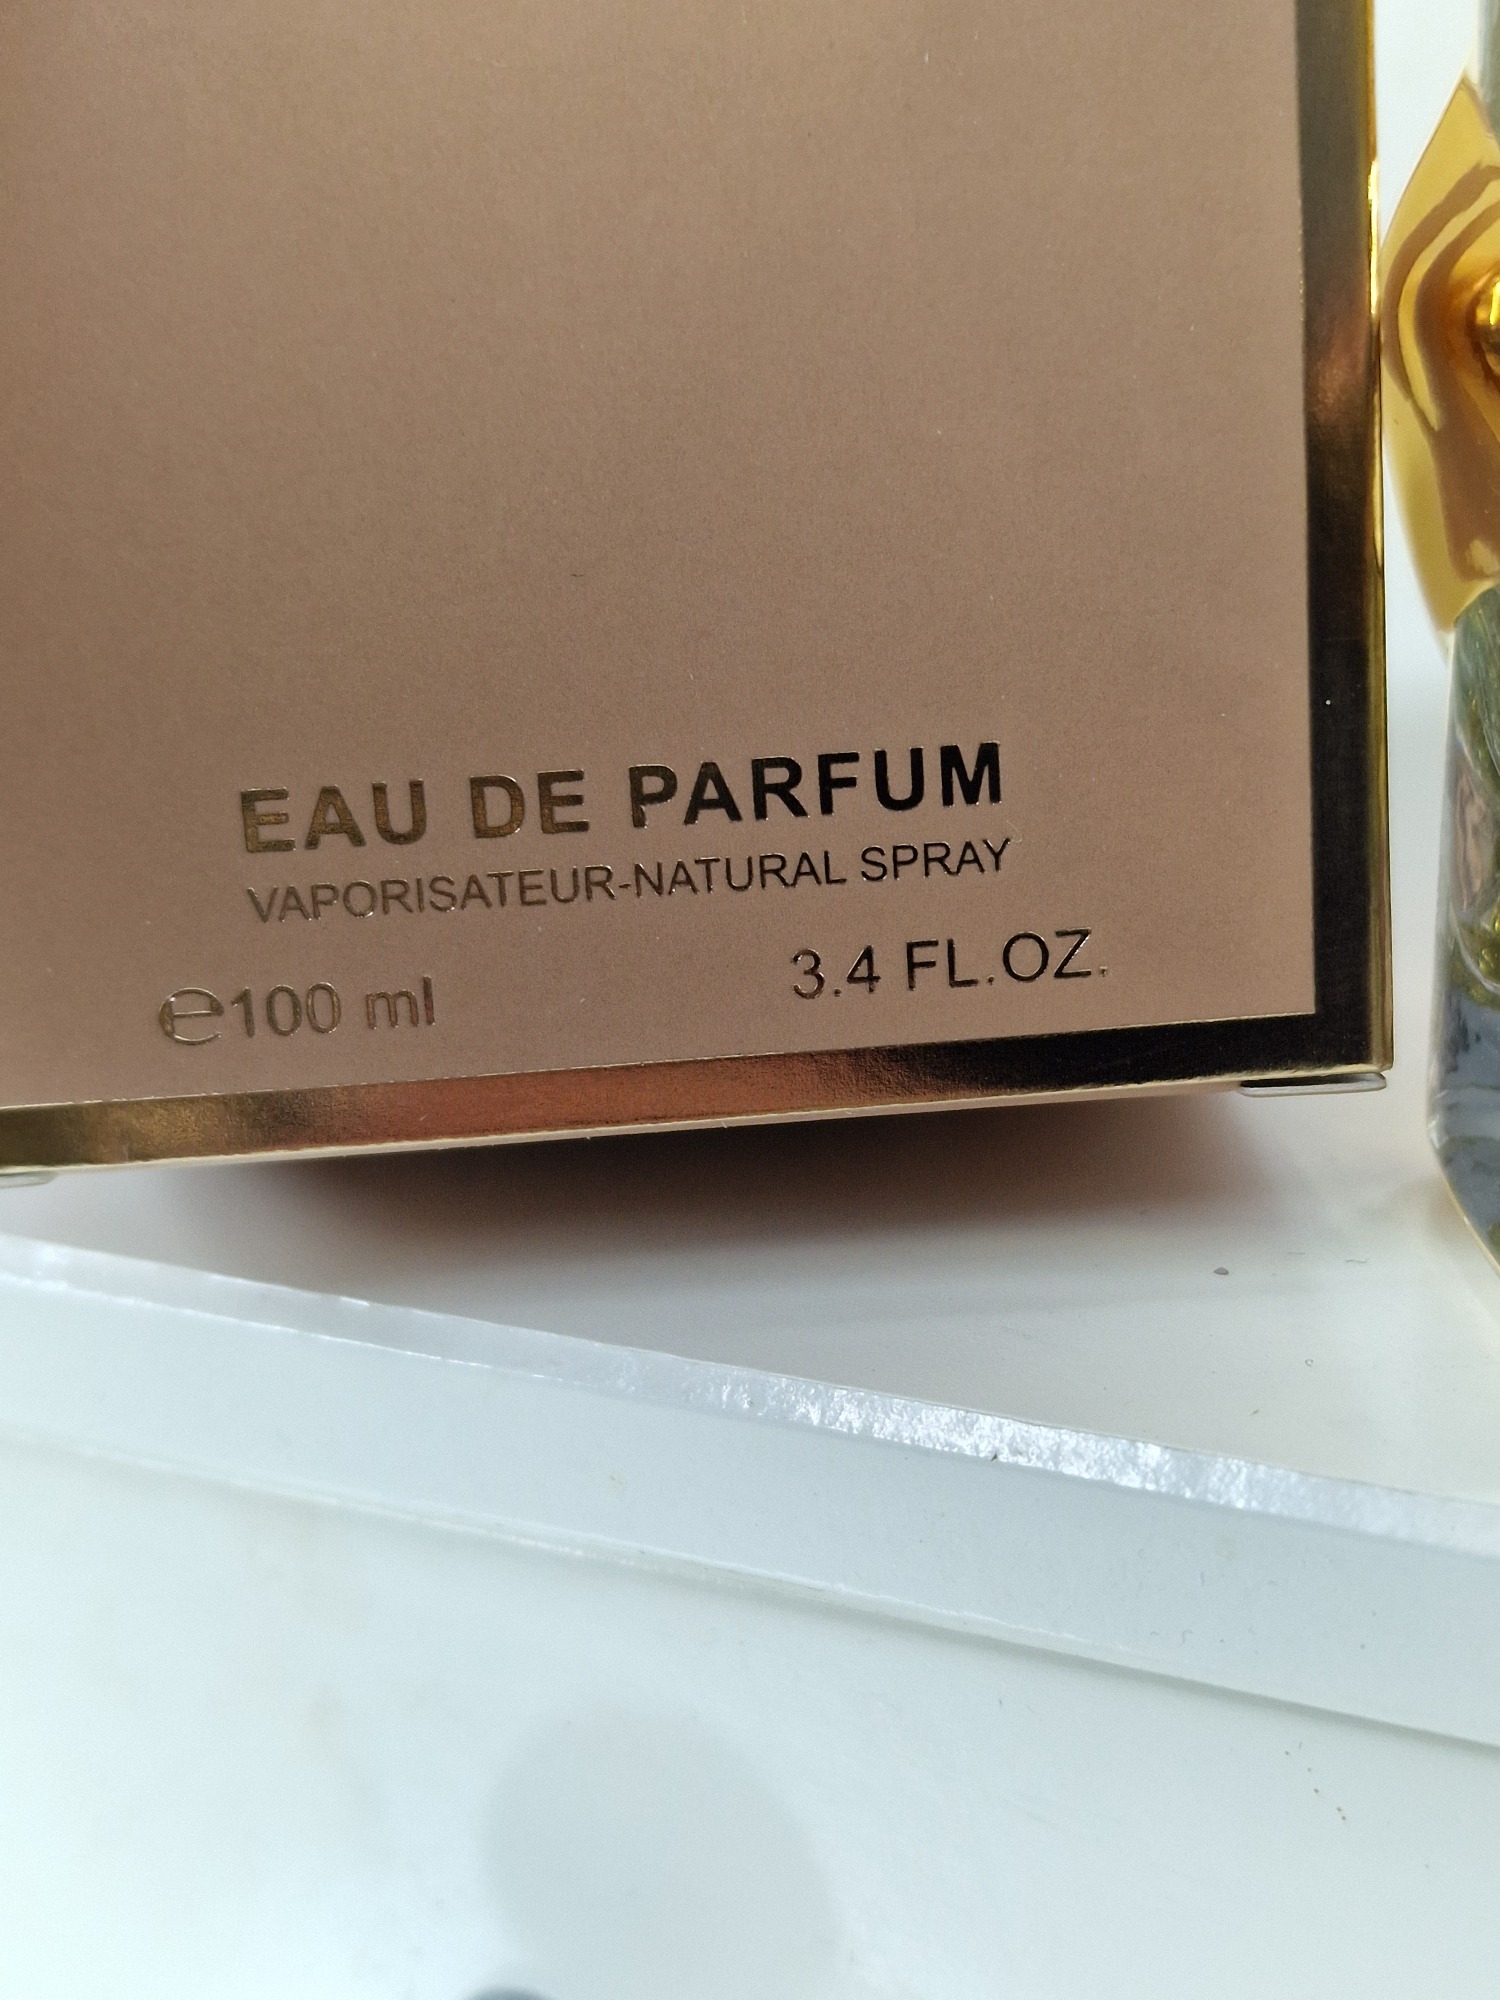 EAU DE PARFUM
VAPORISATEUR-NATURAL SPRAY
℮100 ml 3.4 FL.OZ.